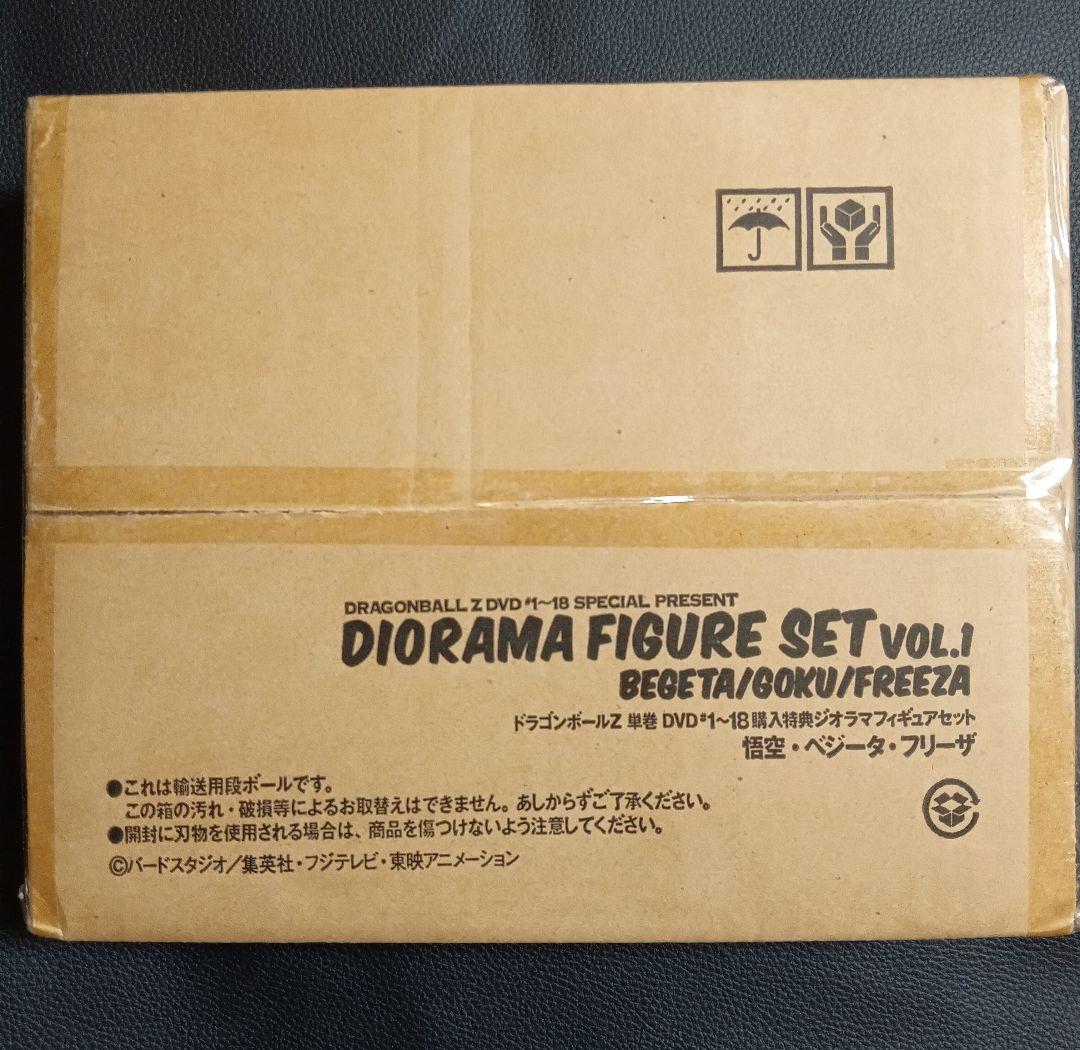 DRAGONBALL Z DVD #1〜18 SPECIAL PRESENT
DIORAMA FIGURE SET VOL.1
BEGETA/GOKU/FREEZA
ドラゴンボールZ 単巻 DVD #1〜18購入特典ジオラマフィギュアセット
悟空・ベジータ・フリーザ
●これは輸送用段ボールです。
この箱の汚れ・破損等によるお取替えはできません。あしからずご了承ください。
●開封に刃物を使用される場合は、商品を傷つけないよう注意してください。
©バードスタジオ／集英社・フジテレビ・東映アニメーション